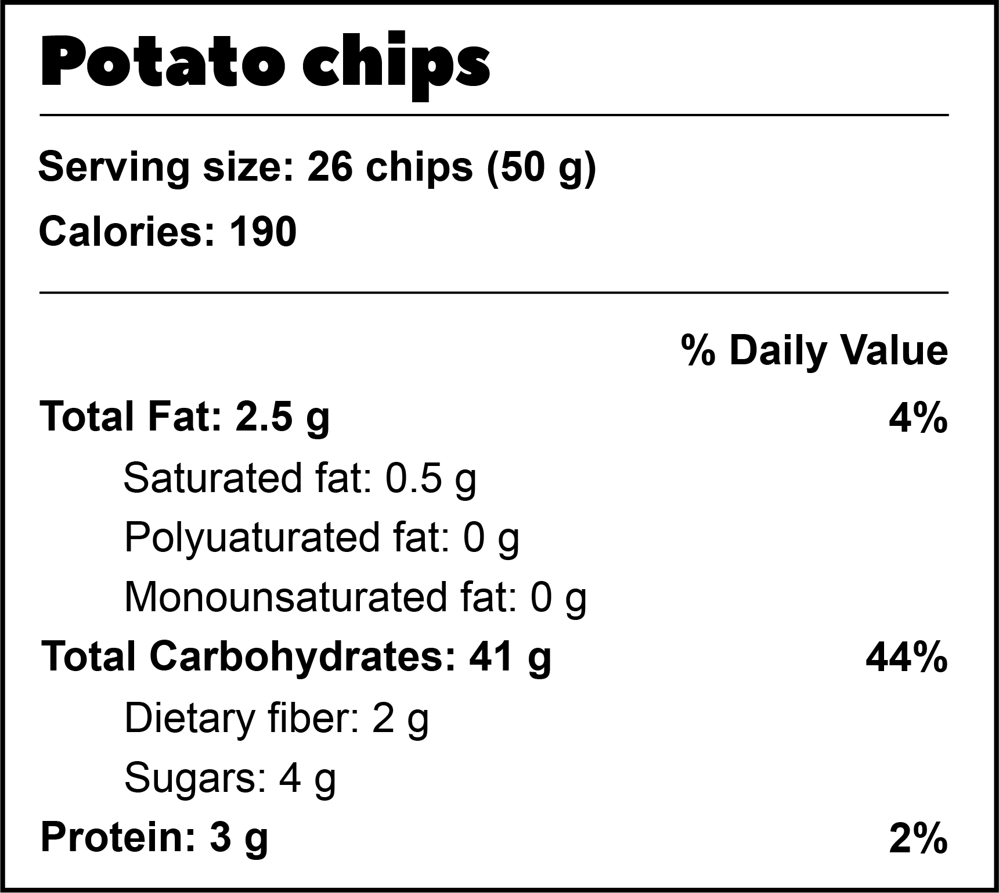 Potato chips
Serving size: 26 chips (50 g)
Calories: 190
% Daily Value
Total Fat: 2.5 g 4%
Saturated fat: 0.5 g
Polyuaturated fat: 0 g
Monounsaturated fat: 0 g
Total Carbohydrates: 41 g 44%
Dietary fiber: 2 g
Sugars: 4 g
Protein: 3 g 2%